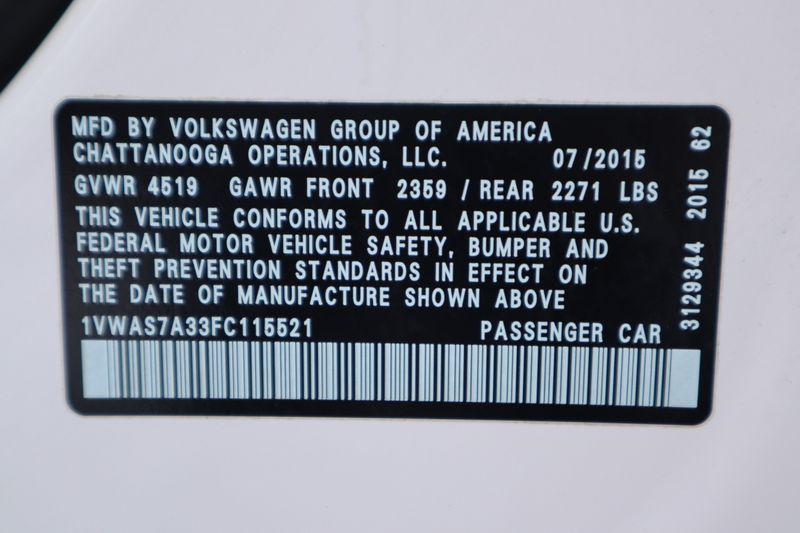 MFD BY VOLKSWAGEN GROUP OF AMERICA
CHATTANOOGA OPERATIONS, LLC. 07/2015
GVWR 4519 GAWR FRONT 2359 / REAR 2271 LBS
THIS VEHICLE CONFORMS TO ALL APPLICABLE U.S.
FEDERAL MOTOR VEHICLE SAFETY, BUMPER AND
THEFT PREVENTION STANDARDS IN EFFECT ON
THE DATE OF MANUFACTURE SHOWN ABOVE
1VWAS7A33FC115521 PASSENGER CAR
3129344 2015 62